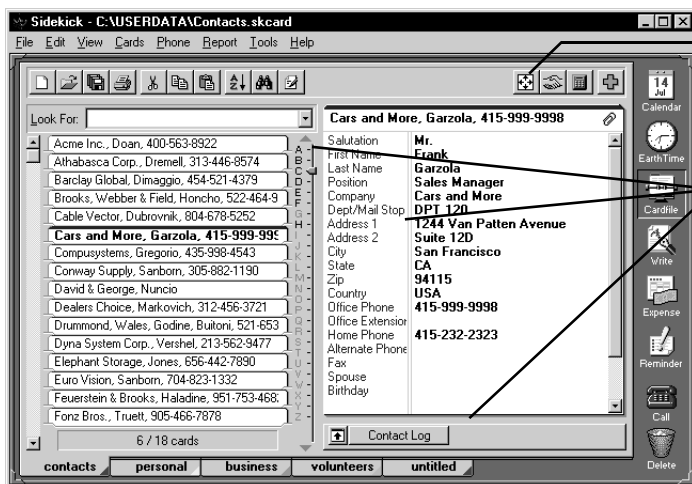 Sidekick - C:\USERDATA\Contacts.skcard
File Edit View Cards Phone Report Tools Help
14
Jul
Look For:
Acme Inc., Doan, 400-563-8922
Athabasca Corp., Dremell, 313-446-8574
Barclay Global, Dimaggio, 454-521-4379
Brooks, Webber & Field, Honcho, 522-464-9
Cable Vector, Dubrovnik, 804-678-5252
Cars and More, Garzola, 415-999-999
Compusystems, Gregorio, 435-998-4543
Conway Supply, Sanborn, 305-882-1190
David & George, Nuncio
Dealers Choice, Markovich, 312-456-3721
Drummond, Wales, Godine, Buitoni, 521-653
Dyna System Corp., Vershel, 213-562-9477
Elephant Storage, Jones, 656-442-7890
Euro Vision, Sanborn, 704-823-1332
Feuerstein & Brooks, Haladine, 951-753-468
Fonz Bros., Truett, 905-466-7878
6 / 18 cards
A
B
C
D
E
F
G
H
I
J
K
L
M
N
O
P
Q
R
S
T
U
V
W
X
Y
Z
Cars and More, Garzola, 415-999-9998
Salutation Mr.
First Name Frank
Last Name Garzola
Position Sales Manager
Company Cars and More
Dept/Mail Stop DPT 120
Address 1 1244 Van Patten Avenue
Address 2 Suite 12D
City San Francisco
State CA
Zip 94115
Country USA
Office Phone 415-999-9998
Office Extension
Home Phone 415-232-2323
Alternate Phone
Fax
Spouse
Birthday
Contact Log
contacts personal business volunteers untitled
Calendar
EarthTime
Cardfile
Write
Expense
Reminder
Call
Delete